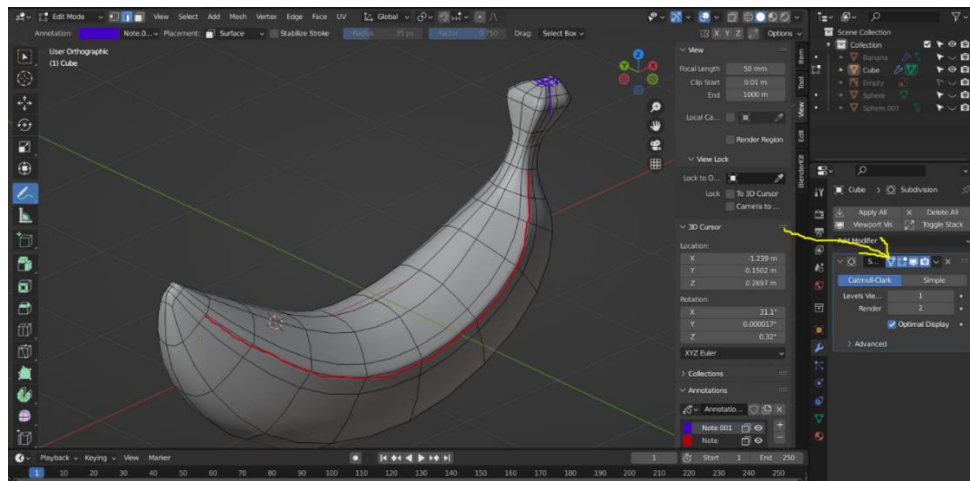 Edit Mode View Select Add Mesh Vertex Edge Face UV Global Scene Collection
Annotation: Note.0... Placement: Surface Stabilize Stroke Radius 35 px Factor 0.750 Drag: Select Box X Y Z Options
Collection
Banana
Cube
Empty
Sphere
Sphere.001
User Orthographic
(1) Cube
View
Focal Length 50 mm
Clip Start 0.01 m
End 1000 m
Local Ca...
Render Region
View Lock
Lock to O...
Lock To 3D Cursor
Camera to ...
3D Cursor
Location:
X -1.239 m
Y -0.1502 m
Z 0.2697 m
Rotation:
X 31.1°
Y 0.000017°
Z 0.32°
XYZ Euler
Collections
Annotations
Annotatio...
Note.001
Note
Item
Tool
View
Edit
BlenderKit
Z
Y
X
Cube Subdivision
Apply All Delete All
Viewport Vis Toggle Stack
Add Modifier
S...
Catmull-Clark Simple
Levels Vie... 1
Render 2
Optimal Display
Advanced
Playback Keying View Marker 1 Start 1 End 250
1 10 20 30 40 50 60 70 80 90 100 110 120 130 140 150 160 170 180 190 200 210 220 230 240 250